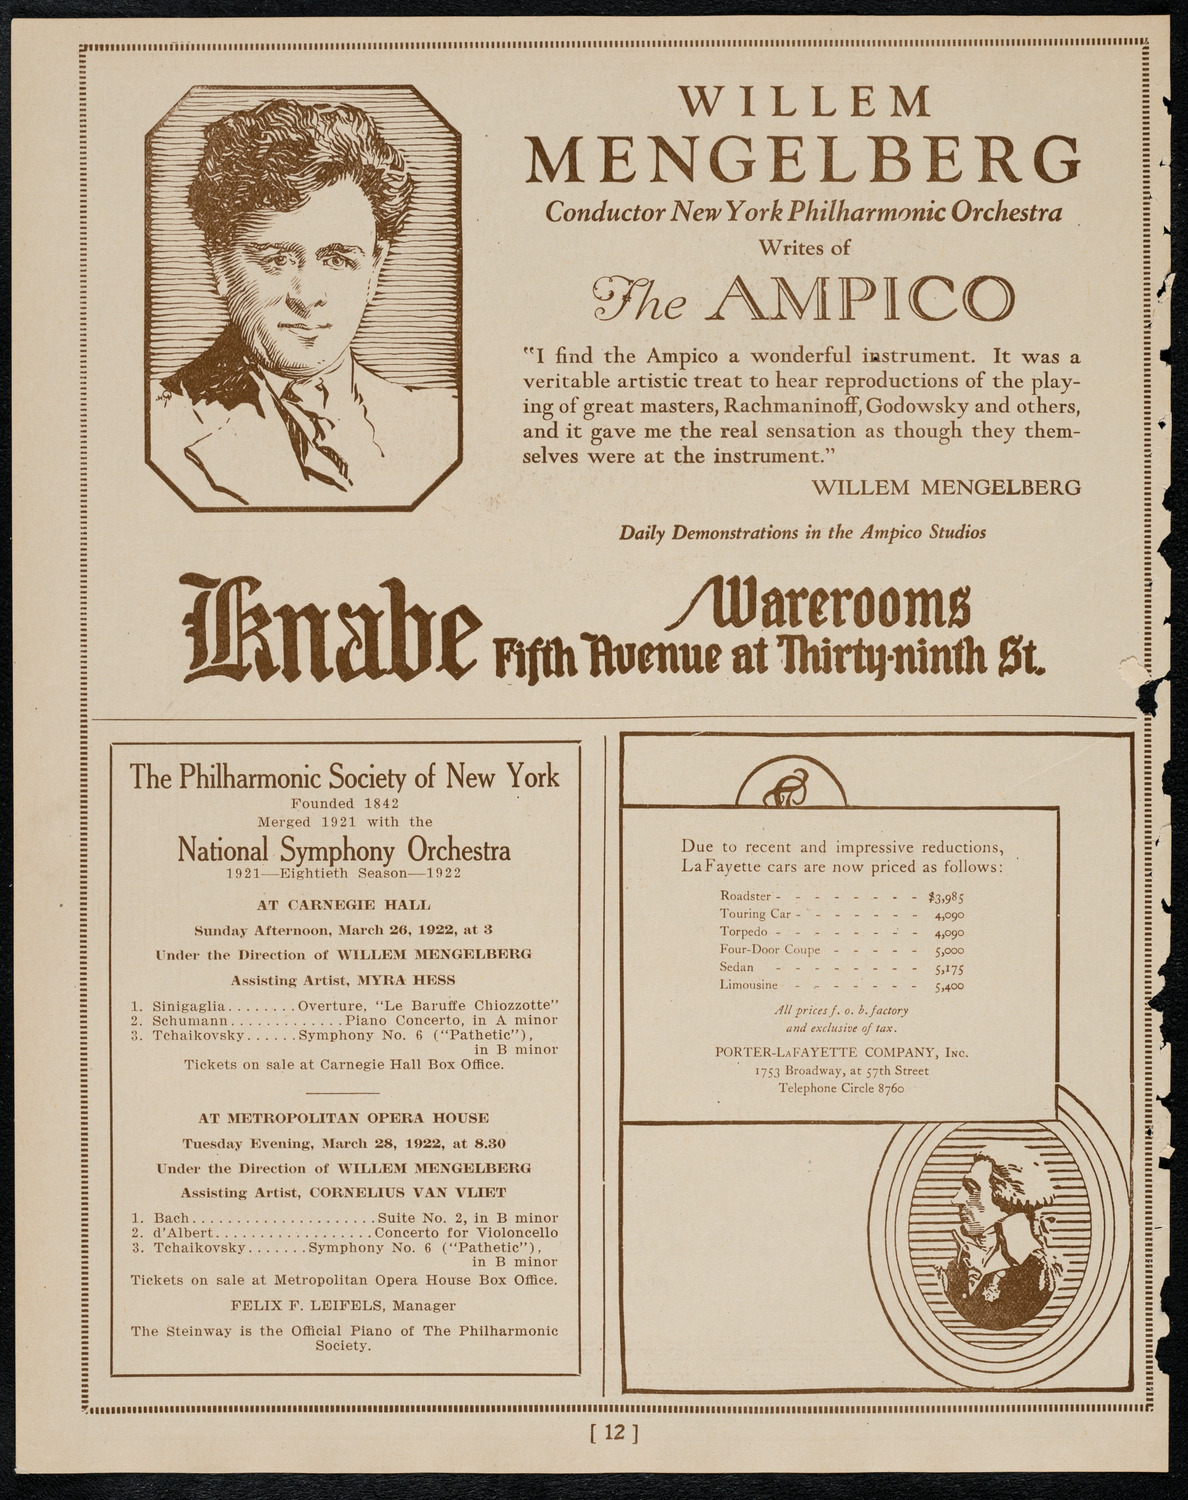 WILLEM
MENGELBERG
Conductor New York Philharmonic Orchestra
Writes of
The AMPICO
"I find the Ampico a wonderful instrument. It was a
veritable artistic treat to hear reproductions of the play-
ing of great masters, Rachmaninoff, Godowsky and others,
and it gave me the real sensation as though they them-
selves were at the instrument."
WILLEM MENGELBERG
Daily Demonstrations in the Ampico Studios
Knabe Warerooms
Fifth Avenue at Thirty-ninth St.
The Philharmonic Society of New York
Founded 1842
Merged 1921 with the
National Symphony Orchestra
1921—Eightieth Season—1922
AT CARNEGIE HALL
Sunday Afternoon, March 26, 1922, at 3
Under the Direction of WILLEM MENGELBERG
Assisting Artist, MYRA HESS
1. Sinigaglia........Overture, "Le Baruffe Chiozzotte"
2. Schumann.............Piano Concerto, in A minor
3. Tchaikovsky......Symphony No. 6 ("Pathetic"),
in B minor
Tickets on sale at Carnegie Hall Box Office.
AT METROPOLITAN OPERA HOUSE
Tuesday Evening, March 28, 1922, at 8.30
Under the Direction of WILLEM MENGELBERG
Assisting Artist, CORNELIUS VAN VLIET
1. Bach.....................Suite No. 2, in B minor
2. d'Albert..................Concerto for Violoncello
3. Tchaikovsky.......Symphony No. 6 ("Pathetic"),
in B minor
Tickets on sale at Metropolitan Opera House Box Office.
FELIX F. LEIFELS, Manager
The Steinway is the Official Piano of The Philharmonic
Society.
Due to recent and impressive reductions,
LaFayette cars are now priced as follows:
Roadster - - - - - - - - $3,985
Touring Car - - - - - - - 4,090
Torpedo - - - - - - - - 4,090
Four-Door Coupe - - - - - 5,000
Sedan - - - - - - - - 5,175
Limousine - - - - - - - 5,400
All prices f. o. b. factory
and exclusive of tax.
PORTER-LAFAYETTE COMPANY, INC.
1753 Broadway, at 57th Street
Telephone Circle 8760
[ 12 ]